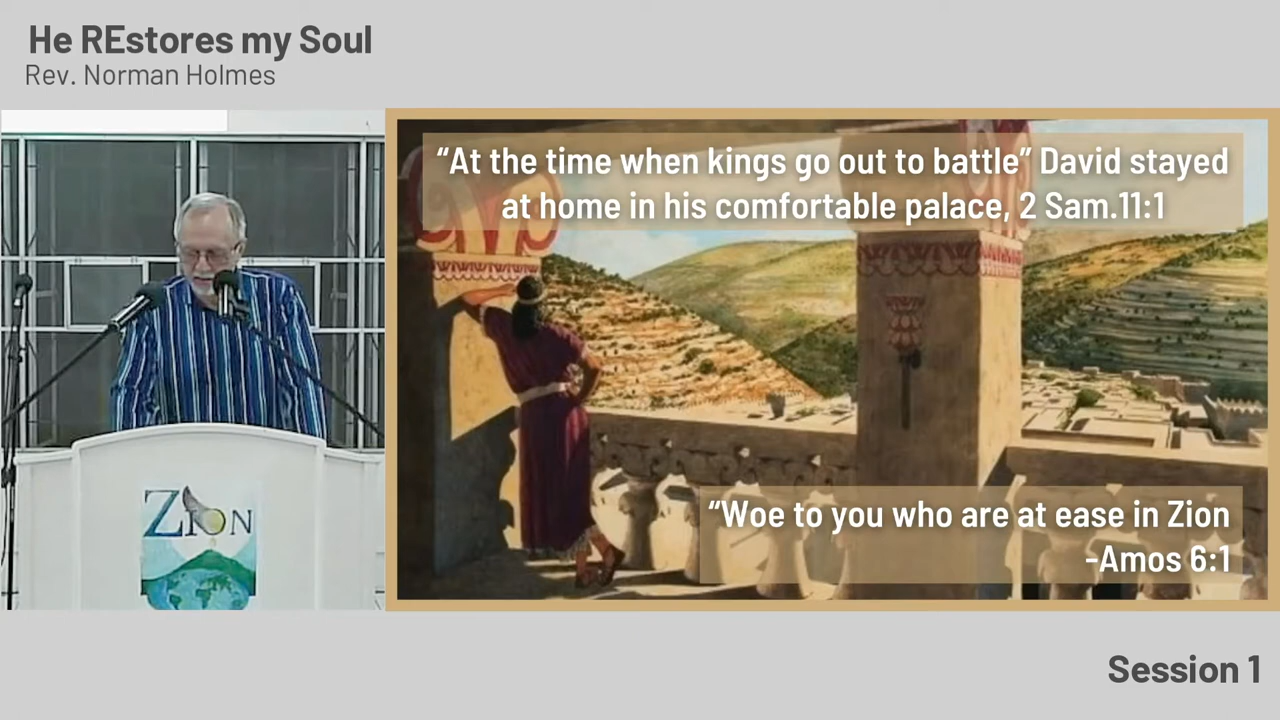 He REstores my Soul
Rev. Norman Holmes
“At the time when kings go out to battle” David stayed
at home in his comfortable palace, 2 Sam.11:1
“Woe to you who are at ease in Zion
-Amos 6:1
ZION
Session 1